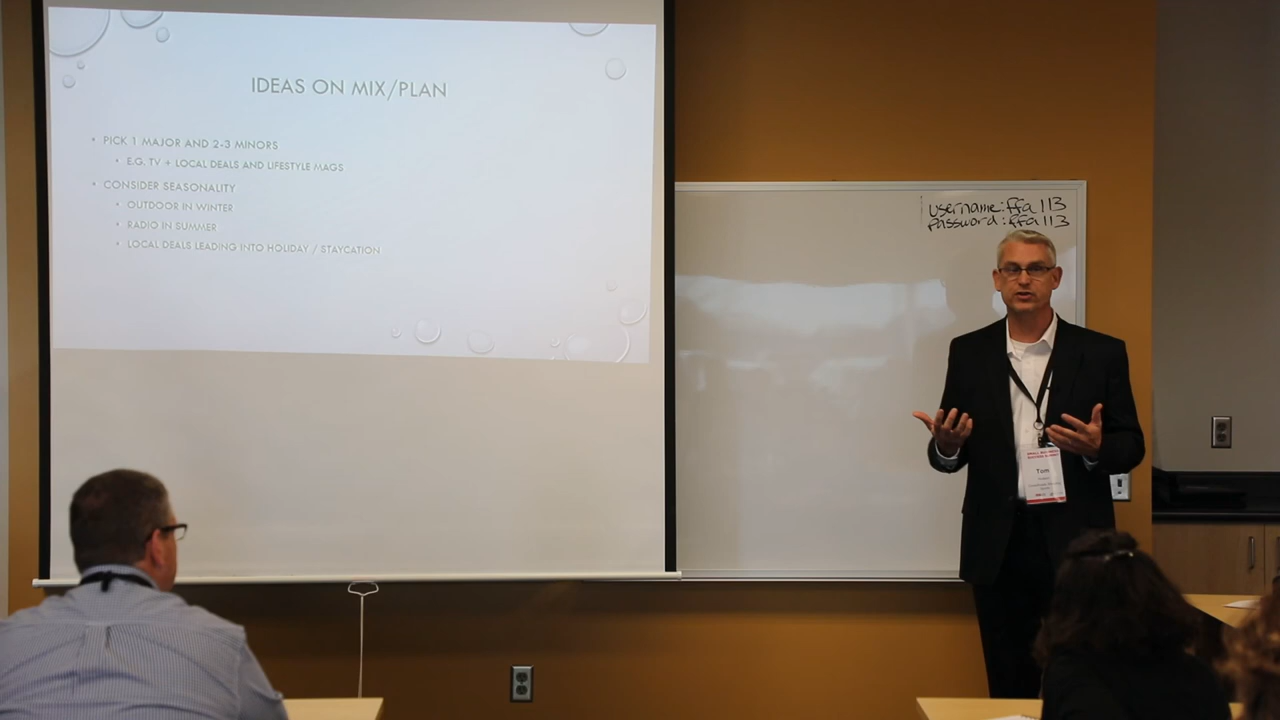 IDEAS ON MIX/PLAN
• PICK 1 MAJOR AND 2-3 MINORS
• E.G. TV + LOCAL DEALS AND LIFESTYLE MAGS
• CONSIDER SEASONALITY
• OUTDOOR IN WINTER
• RADIO IN SUMMER
• LOCAL DEALS LEADING INTO HOLIDAY / STAYCATION
username: ffa113
password: ffa113
Tom